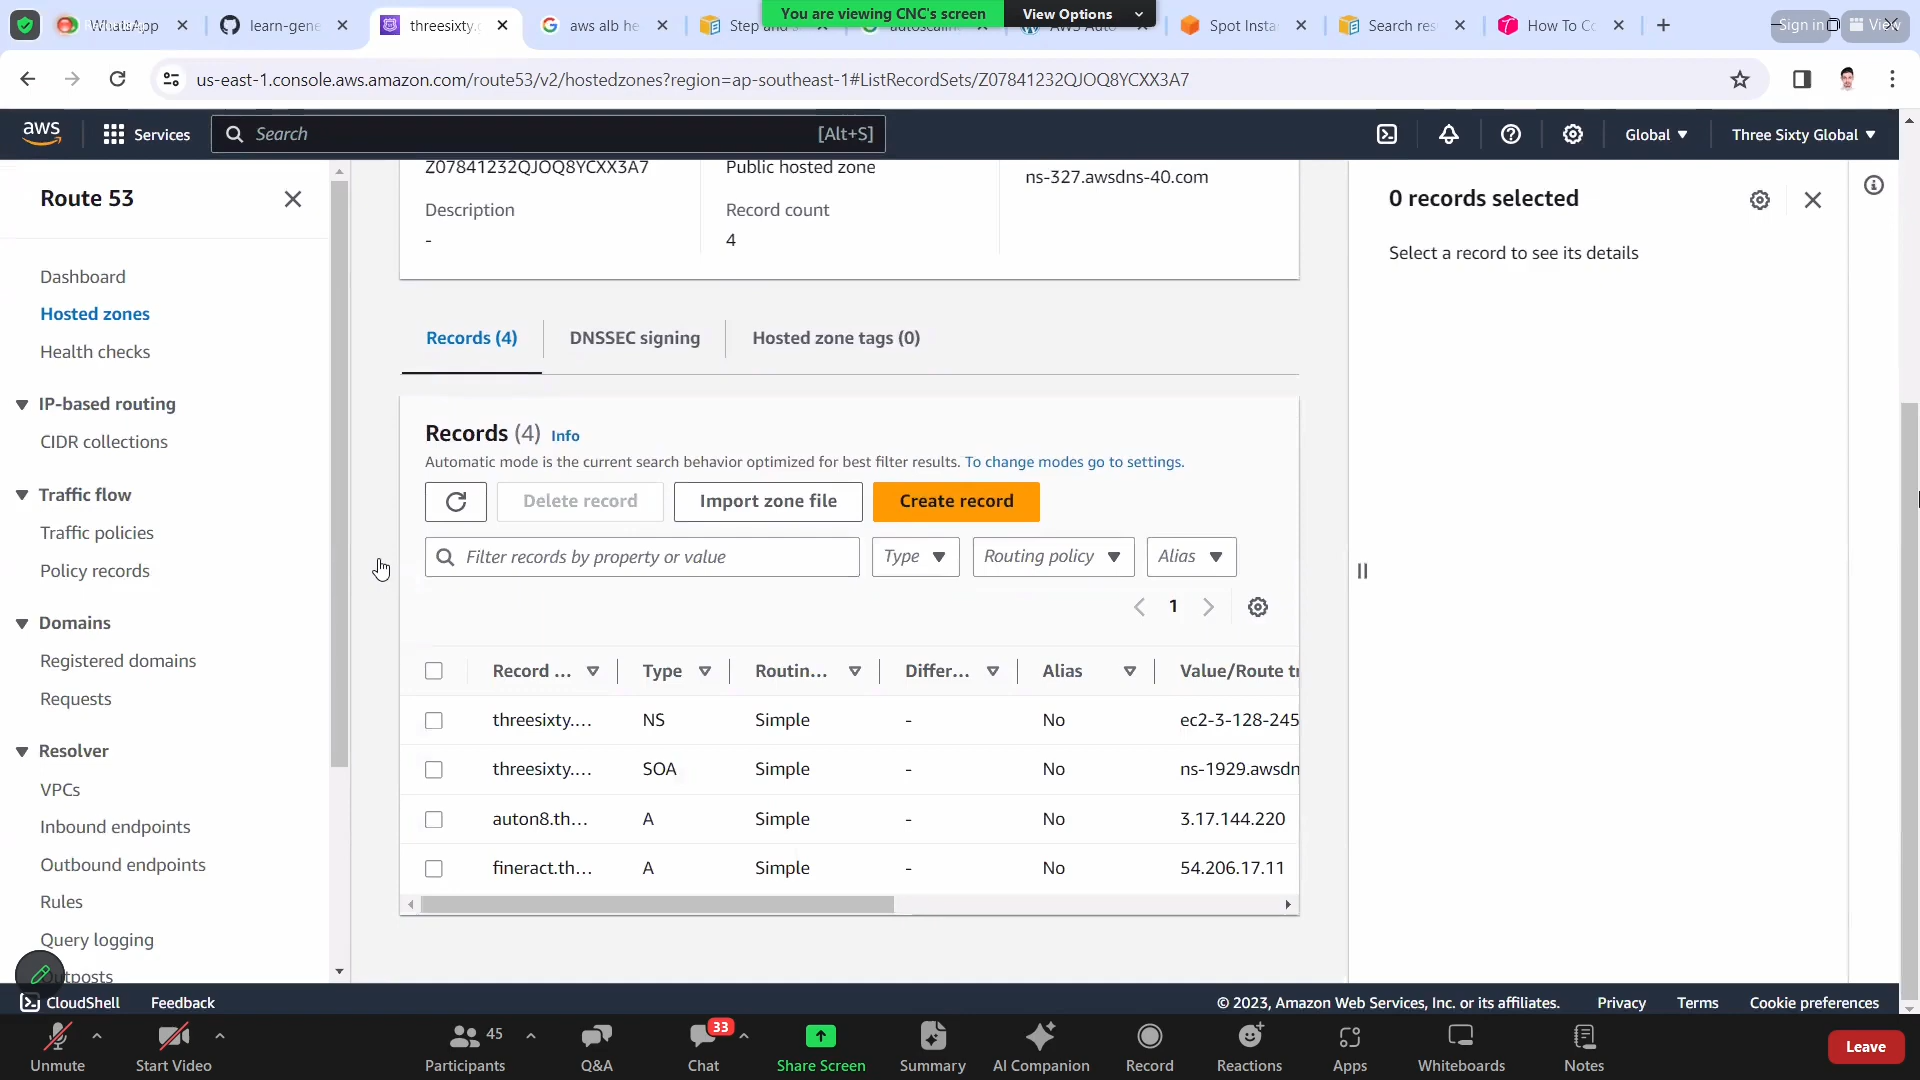 WhatsApp
learn-gene
threesixty.
aws alb he
Step
autoscalin
AWS Auto
Spot Insta
Search res
How To Co
You are viewing CNC's screen
View Options
Sign in
View
us-east-1.console.aws.amazon.com/route53/v2/hostedzones?region=ap-southeast-1#ListRecordSets/Z07841232QJOQ8YCXX3A7
aws
Services
Search
[Alt+S]
Global
Three Sixty Global
Route 53
Dashboard
Hosted zones
Health checks
IP-based routing
CIDR collections
Traffic flow
Traffic policies
Policy records
Domains
Registered domains
Requests
Resolver
VPCs
Inbound endpoints
Outbound endpoints
Rules
Query logging
Z07841232QJOQ8YCXX3A7
Public hosted zone
ns-327.awsdns-40.com
Description
-
Record count
4
Records (4)
DNSSEC signing
Hosted zone tags (0)
Records (4) Info
Automatic mode is the current search behavior optimized for best filter results. To change modes go to settings.
Delete record
Import zone file
Create record
Filter records by property or value
Type
Routing policy
Alias
1
Record ... Type Routin... Differ... Alias Value/Route tr
threesixty.... NS Simple - No ec2-3-128-245
threesixty.... SOA Simple - No ns-1929.awsdn
auton8.th... A Simple - No 3.17.144.220
fineract.th... A Simple - No 54.206.17.11
0 records selected
Select a record to see its details
CloudShell
Feedback
© 2023, Amazon Web Services, Inc. or its affiliates.
Privacy
Terms
Cookie preferences
Unmute
Start Video
45
Participants
Q&A
33
Chat
Share Screen
Summary
AI Companion
Record
Reactions
Apps
Whiteboards
Notes
Leave